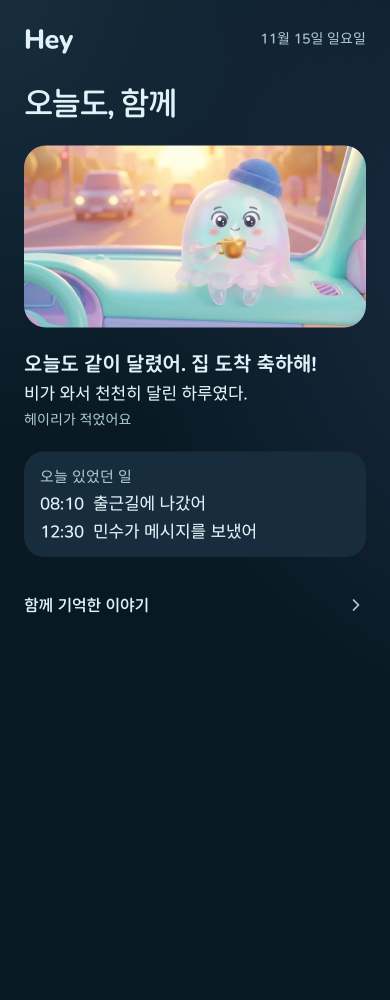 Hey
11월 15일 일요일
오늘도, 함께
오늘도 같이 달렸어. 집 도착 축하해!
비가 와서 천천히 달린 하루였다.
헤이리가 적었어요
오늘 있었던 일
08:10 출근길에 나갔어
12:30 민수가 메시지를 보냈어
함께 기억한 이야기